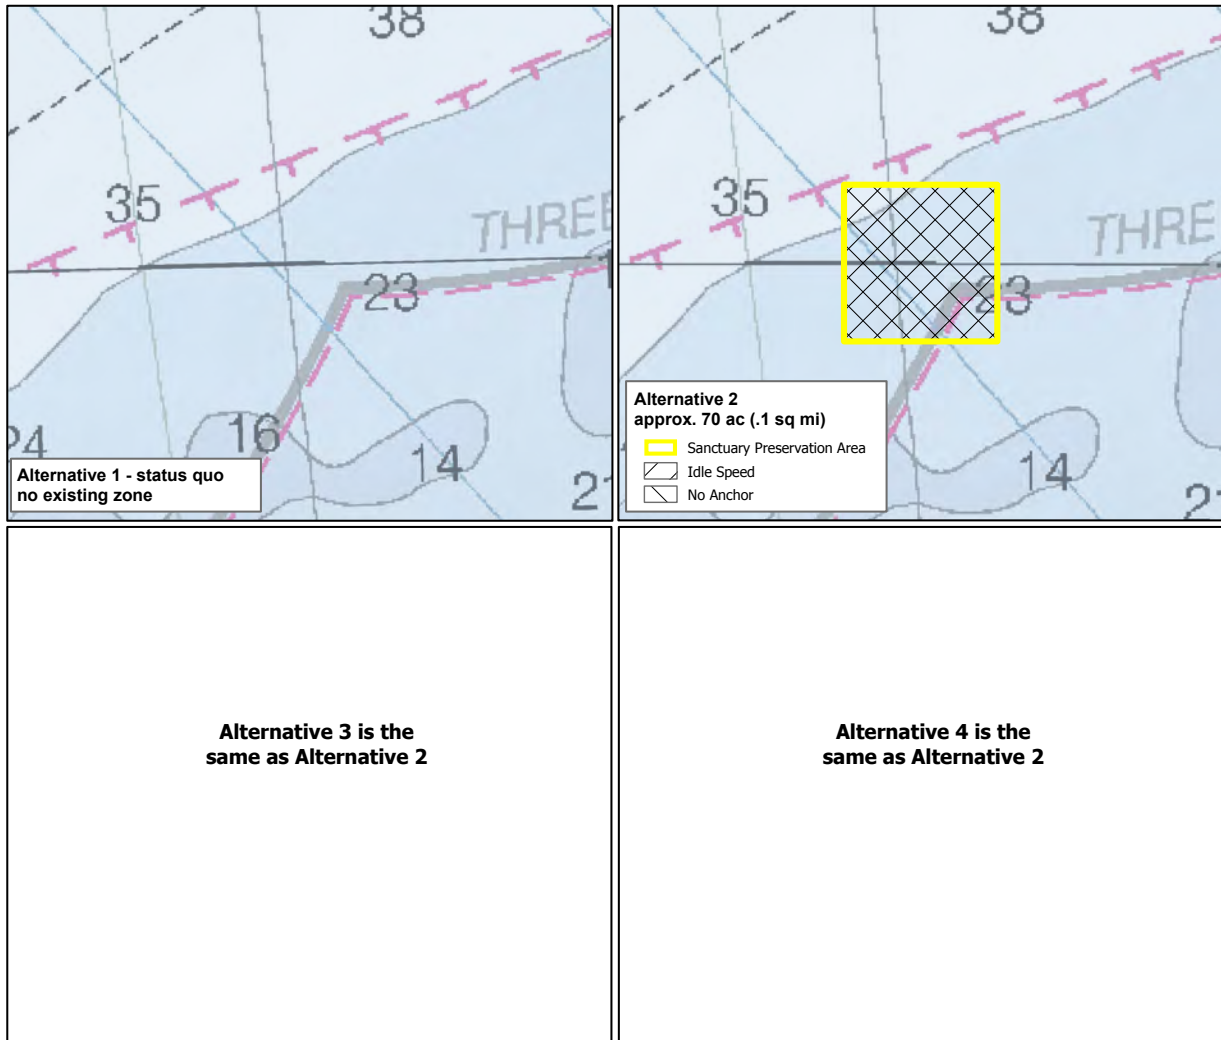 38
35
THREE
23
24
16
14
21
Alternative 1 - status quo
no existing zone
38
35
THREE
23
14
21
Alternative 2
approx. 70 ac (.1 sq mi)
Sanctuary Preservation Area
Idle Speed
No Anchor
Alternative 3 is the
same as Alternative 2
Alternative 4 is the
same as Alternative 2